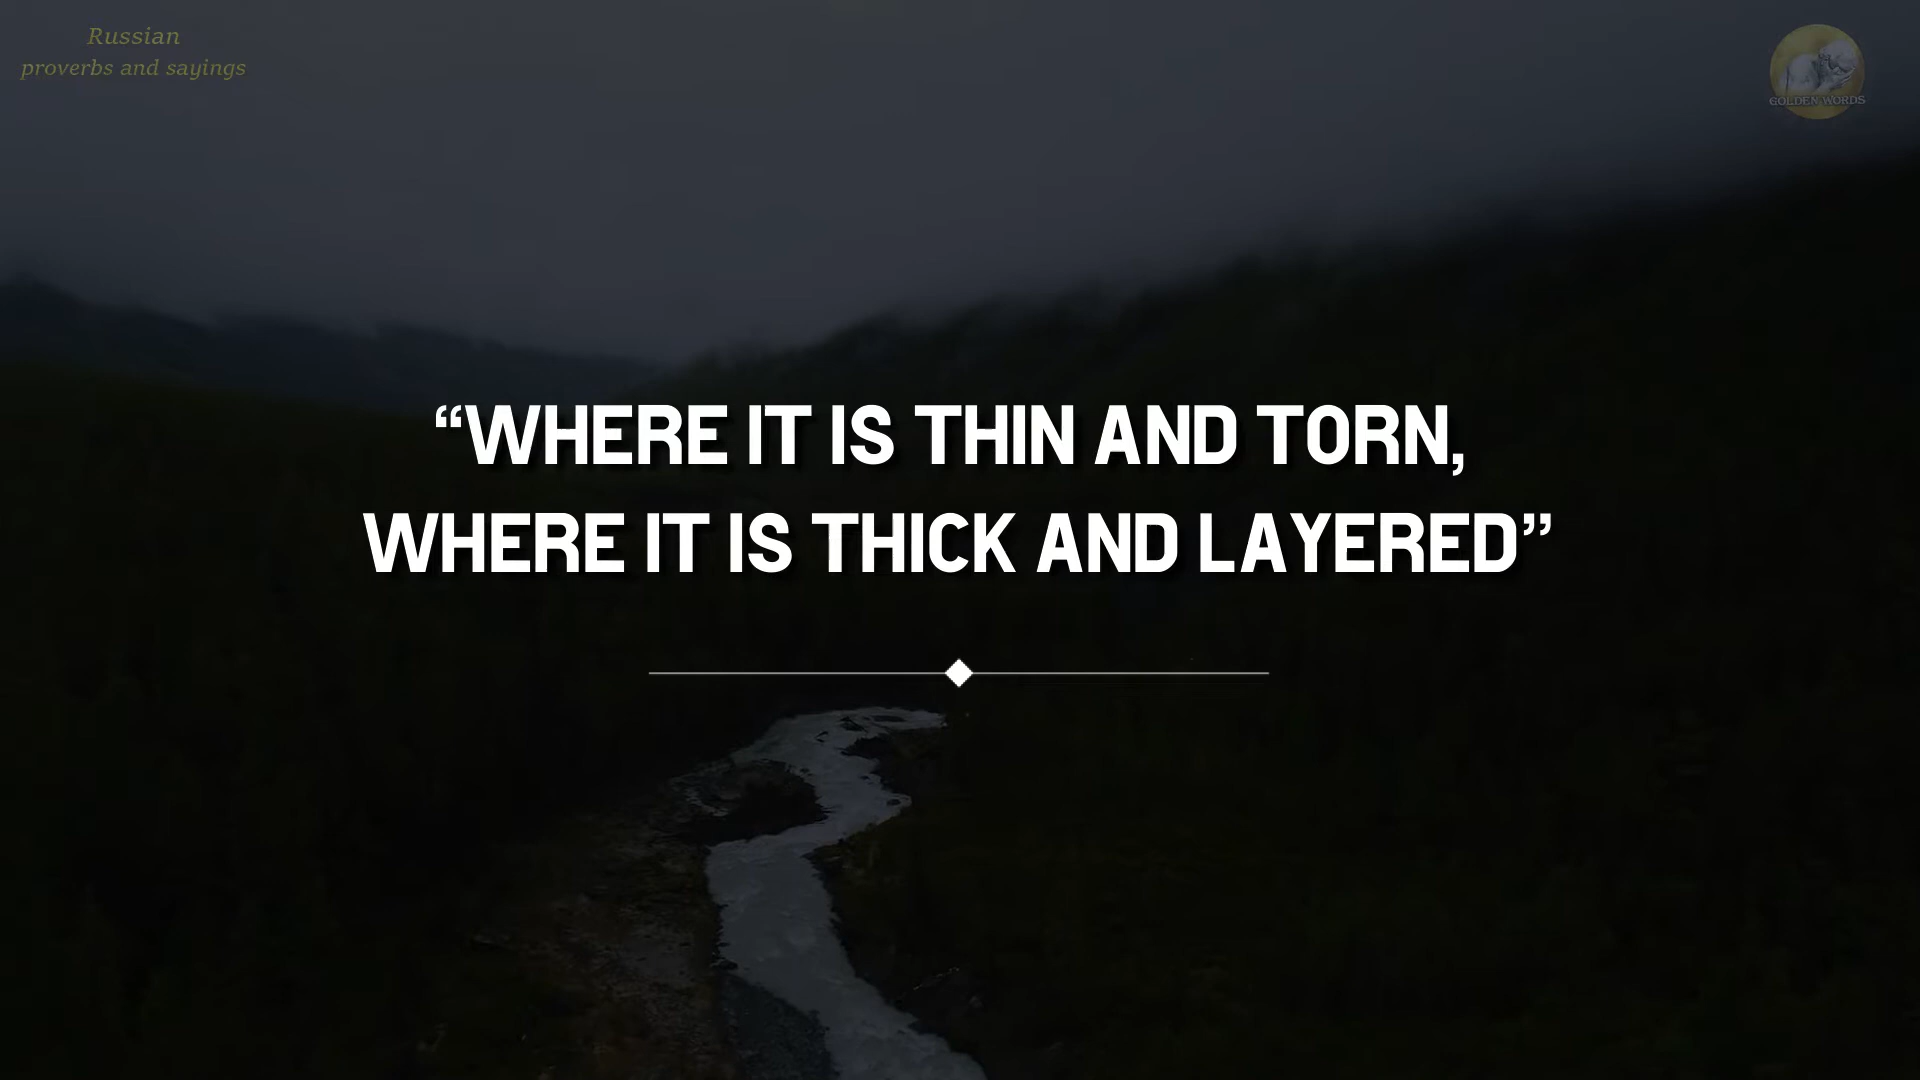 Russian
proverbs and sayings
GOLDEN WORDS
“WHERE IT IS THIN AND TORN,
WHERE IT IS THICK AND LAYERED”